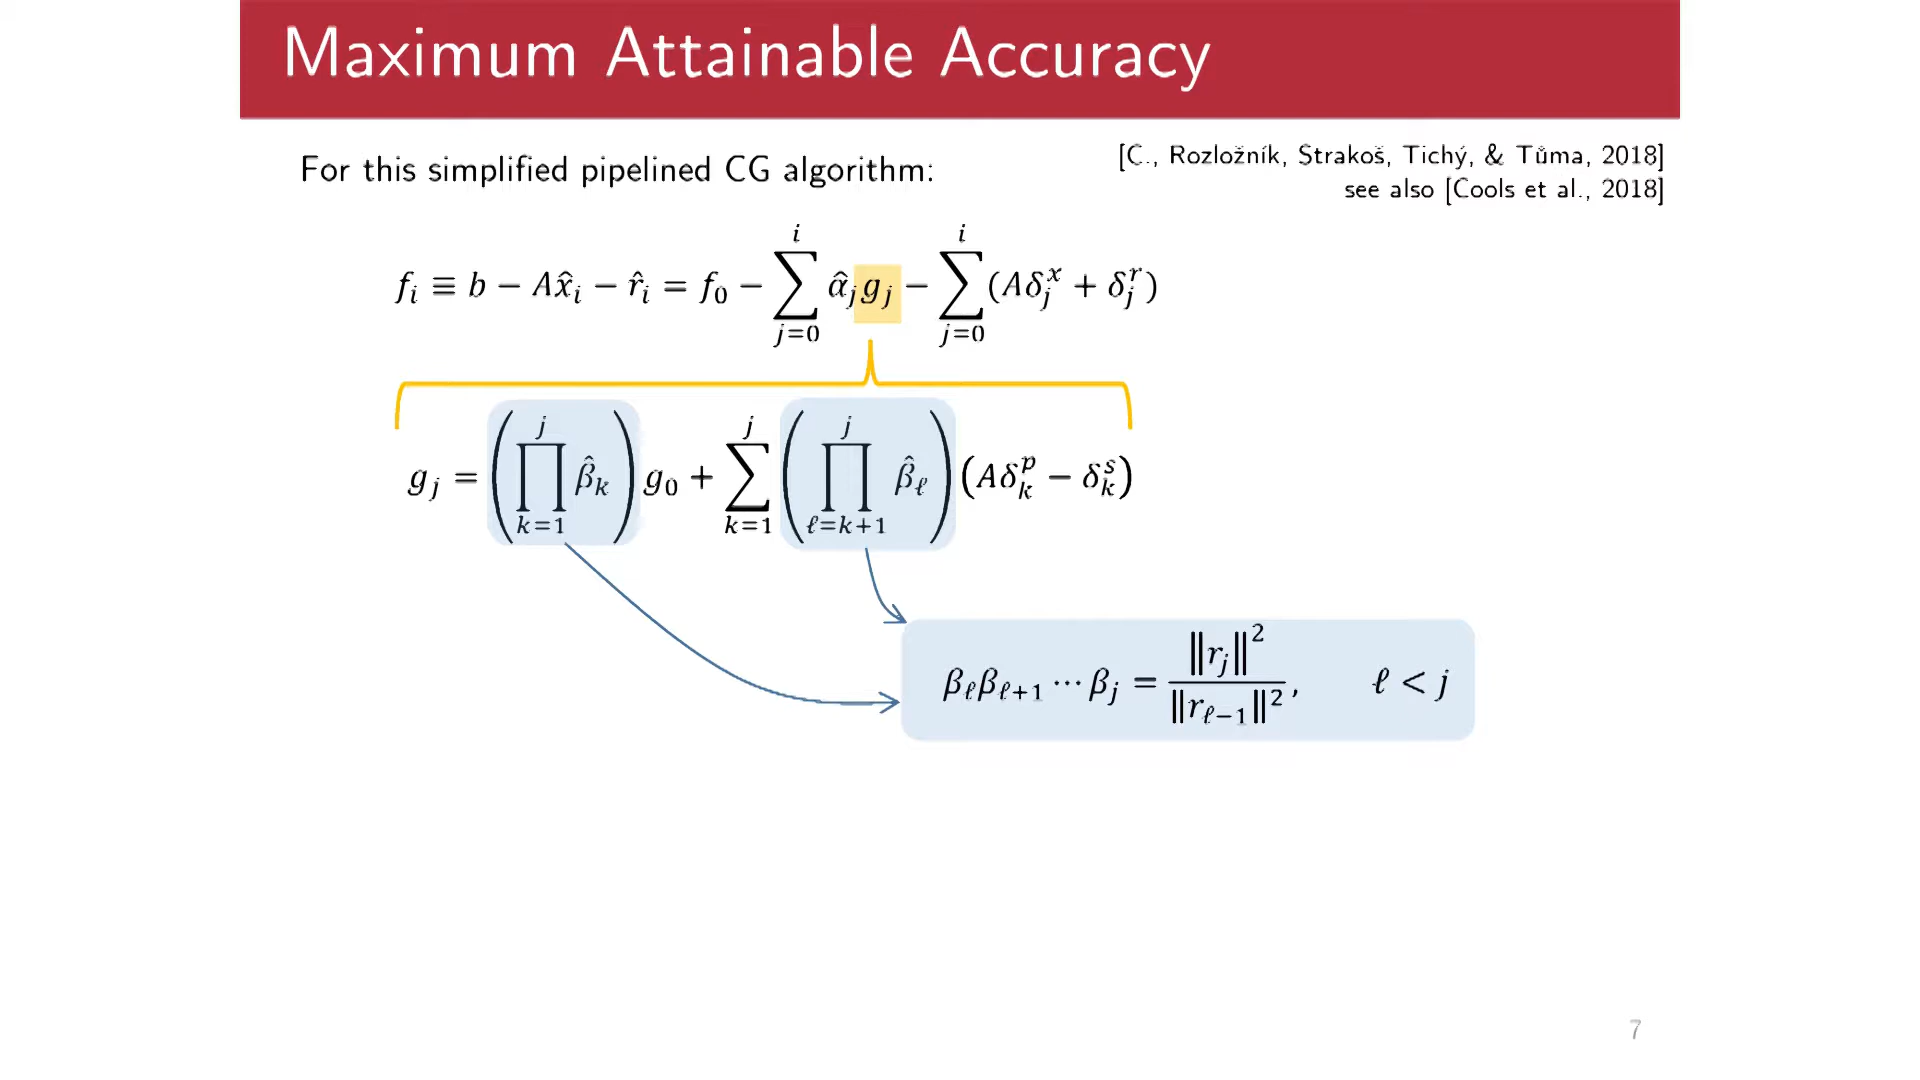 Maximum Attainable Accuracy
For this simplified pipelined CG algorithm:
[C., Rozložník, Strakoš, Tichý, & Tůma, 2018]
see also [Cools et al., 2018]
f_i ≡ b − Ax̂_i − r̂_i = f_0 − ∑_{j=0}^{i} α̂_j g_j − ∑_{j=0}^{i} (Aδ_j^x + δ_j^r)
g_j = (∏_{k=1}^{j} β̂_k) g_0 + ∑_{k=1}^{j} (∏_{ℓ=k+1}^{j} β̂_ℓ) (Aδ_k^p − δ_k^s)
β_ℓ β_{ℓ+1} ⋯ β_j = ‖r_j‖² / ‖r_{ℓ−1}‖², ℓ < j
7